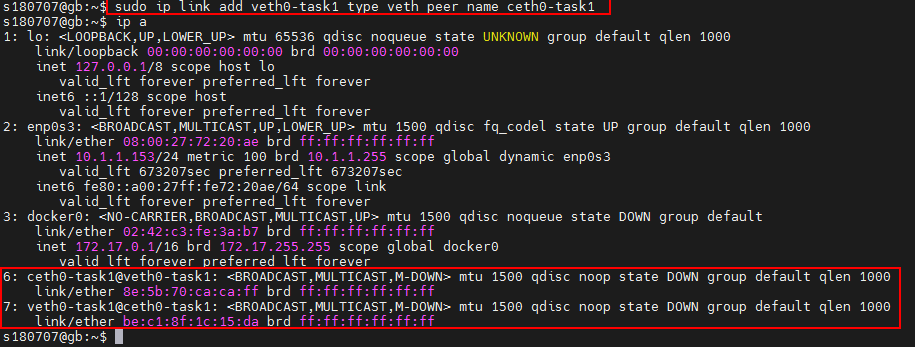 s180707@gb:~$ sudo ip link add veth0-task1 type veth peer name ceth0-task1
s180707@gb:~$ ip a
1: lo: <LOOPBACK,UP,LOWER_UP> mtu 65536 qdisc noqueue state UNKNOWN group default qlen 1000
    link/loopback 00:00:00:00:00:00 brd 00:00:00:00:00:00
    inet 127.0.0.1/8 scope host lo
       valid_lft forever preferred_lft forever
    inet6 ::1/128 scope host
       valid_lft forever preferred_lft forever
2: enp0s3: <BROADCAST,MULTICAST,UP,LOWER_UP> mtu 1500 qdisc fq_codel state UP group default qlen 1000
    link/ether 08:00:27:72:20:ae brd ff:ff:ff:ff:ff:ff
    inet 10.1.1.153/24 metric 100 brd 10.1.1.255 scope global dynamic enp0s3
       valid_lft 673207sec preferred_lft 673207sec
    inet6 fe80::a00:27ff:fe72:20ae/64 scope link
       valid_lft forever preferred_lft forever
3: docker0: <NO-CARRIER,BROADCAST,MULTICAST,UP> mtu 1500 qdisc noqueue state DOWN group default
    link/ether 02:42:c3:fe:3a:b7 brd ff:ff:ff:ff:ff:ff
    inet 172.17.0.1/16 brd 172.17.255.255 scope global docker0
       valid_lft forever preferred_lft forever
6: ceth0-task1@veth0-task1: <BROADCAST,MULTICAST,M-DOWN> mtu 1500 qdisc noop state DOWN group default qlen 1000
    link/ether 8e:5b:70:ca:ca:ff brd ff:ff:ff:ff:ff:ff
7: veth0-task1@ceth0-task1: <BROADCAST,MULTICAST,M-DOWN> mtu 1500 qdisc noop state DOWN group default qlen 1000
    link/ether be:c1:8f:1c:15:da brd ff:ff:ff:ff:ff:ff
s180707@gb:~$